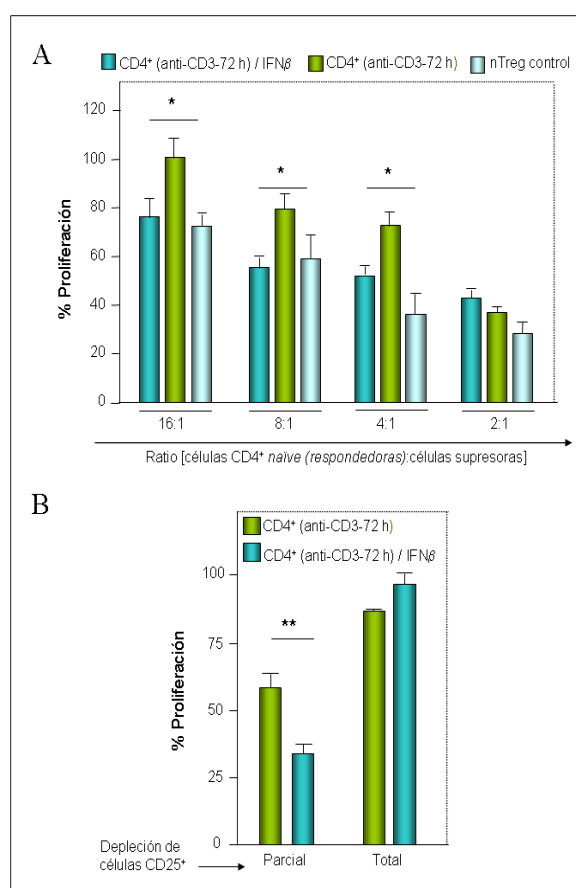 A
CD4⁺ (anti-CD3-72 h) / IFNβ CD4⁺ (anti-CD3-72 h) nTreg control
% Proliferación
120
100
80
60
40
20
0
* * *
16:1 8:1 4:1 2:1
Ratio [células CD4⁺ naïve (respondedoras):células supresoras]
B
CD4⁺ (anti-CD3-72 h)
CD4⁺ (anti-CD3-72 h) / IFNβ
% Proliferación
100
75
50
25
0
**
Depleción de
células CD25⁺
Parcial Total